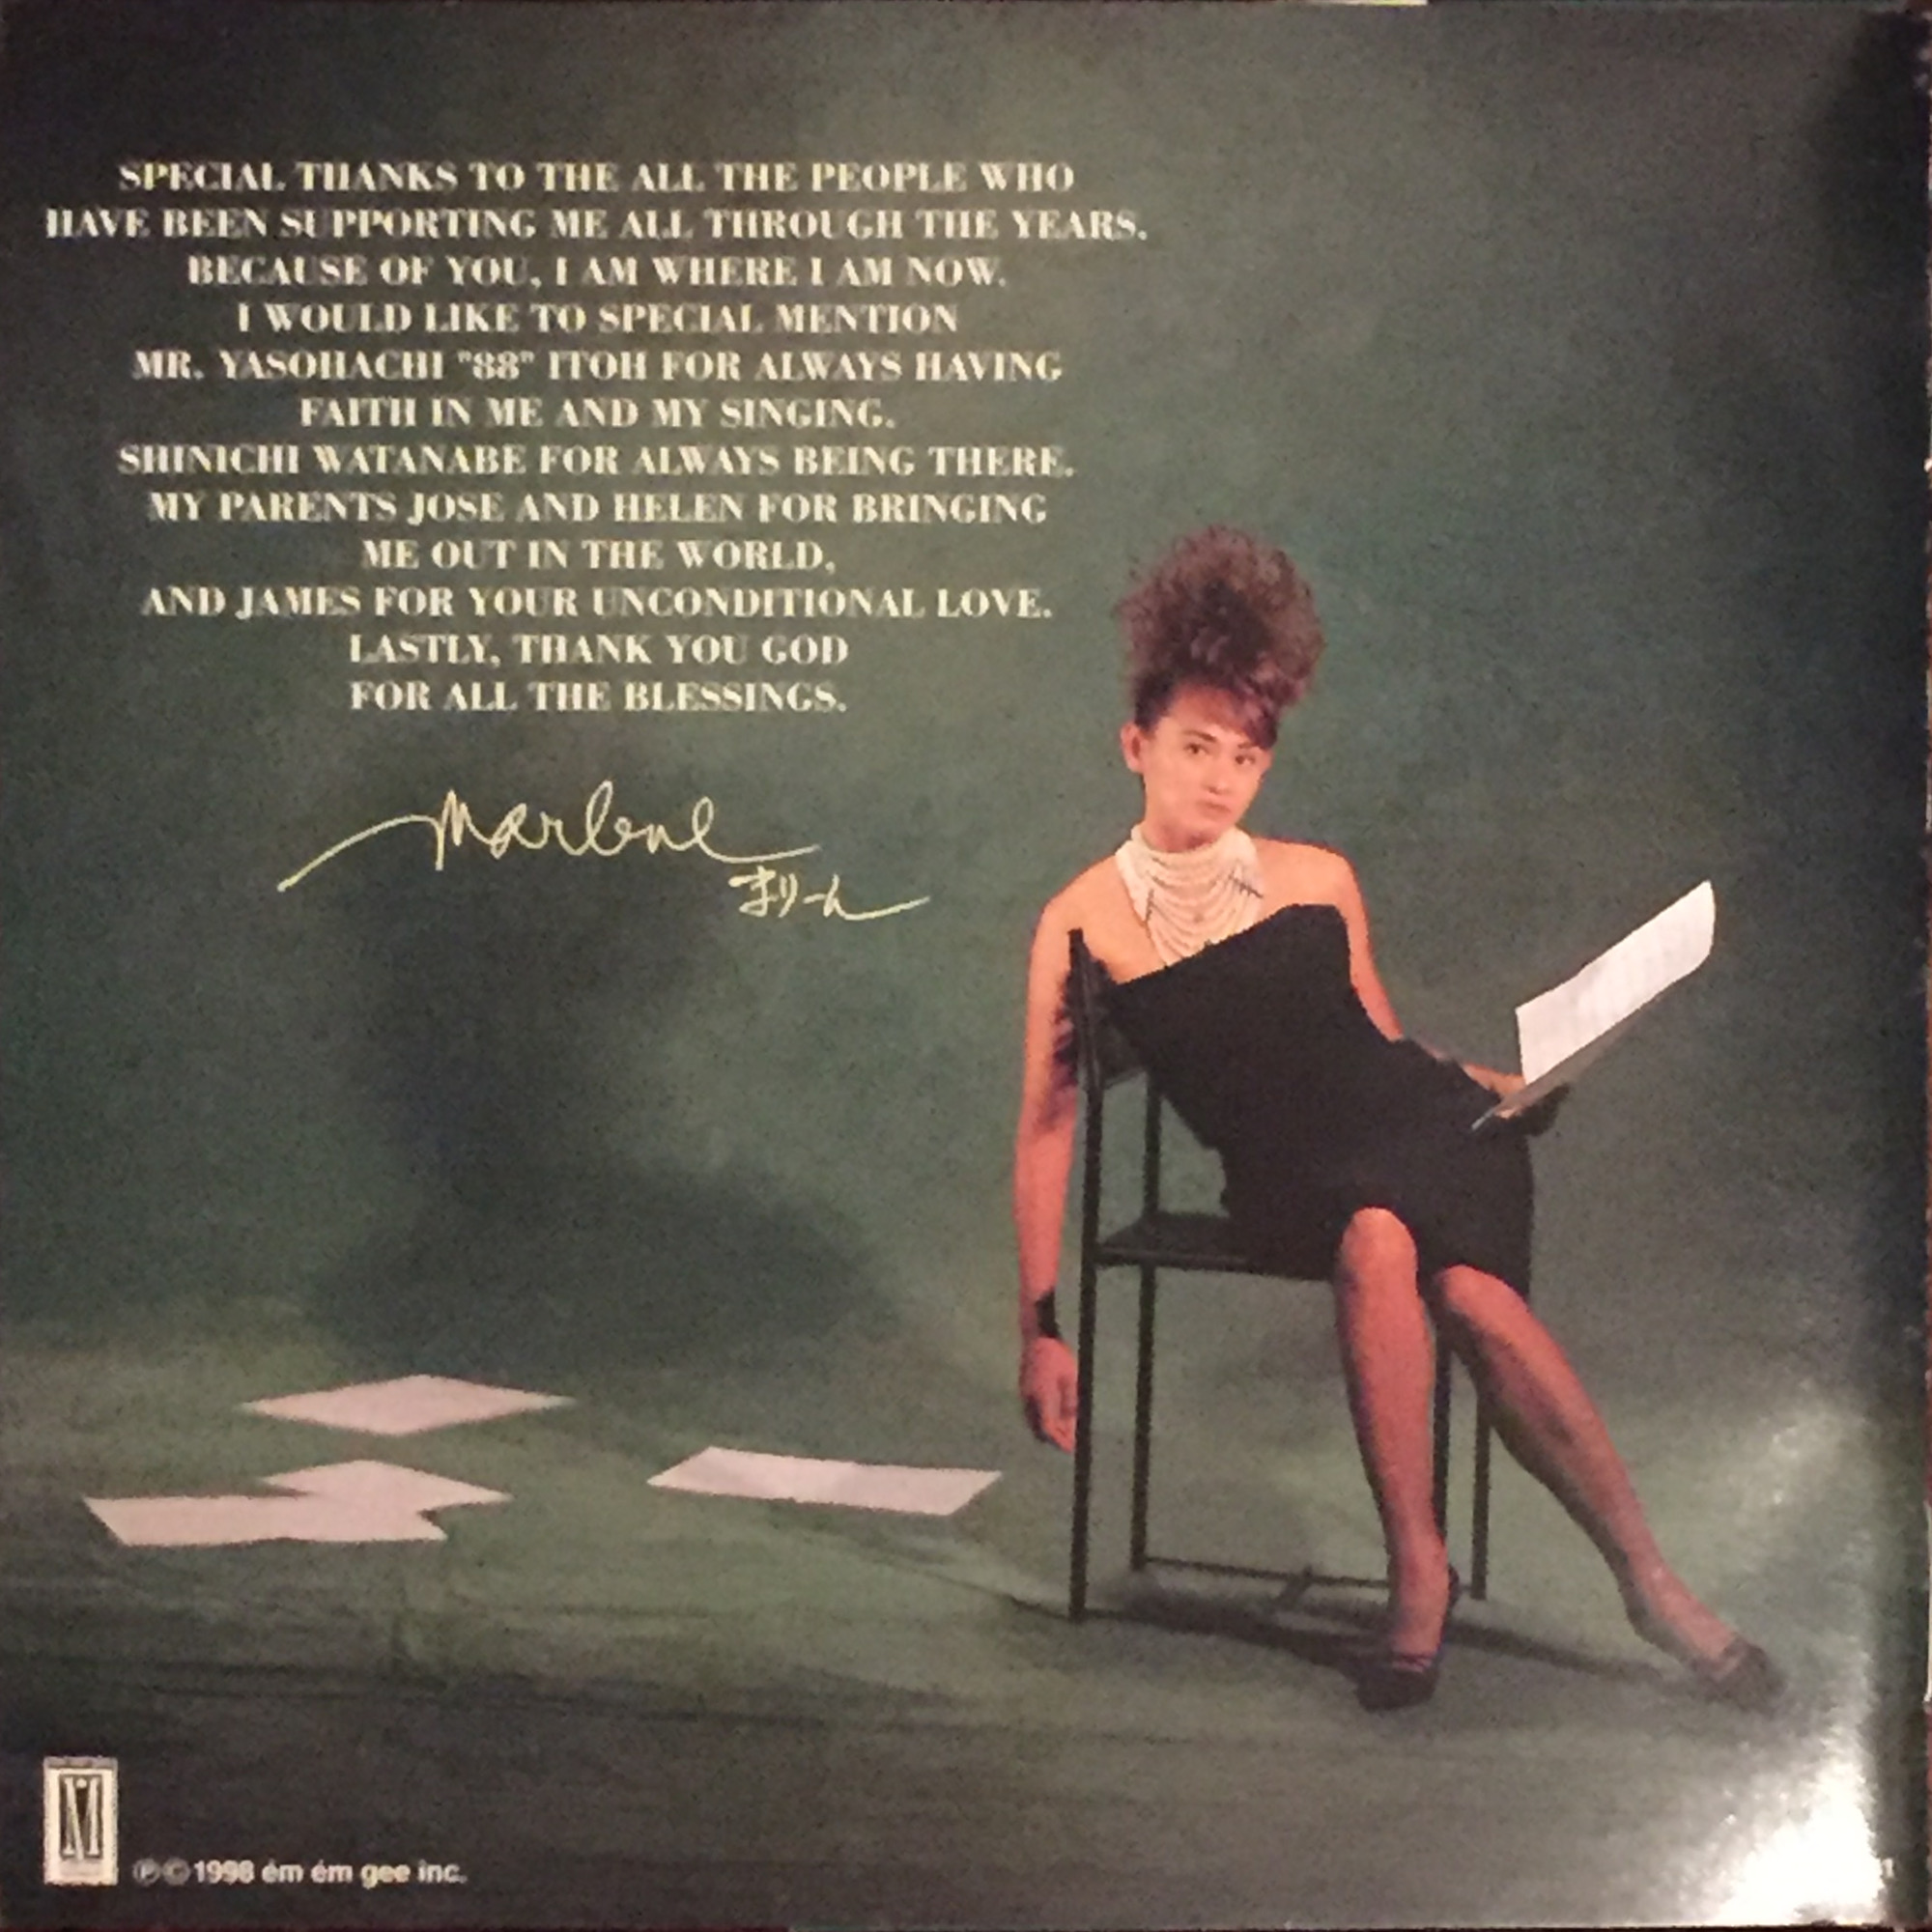 SPECIAL THANKS TO THE ALL THE PEOPLE WHO
HAVE BEEN SUPPORTING ME ALL THROUGH THE YEARS.
BECAUSE OF YOU, I AM WHERE I AM NOW.
I WOULD LIKE TO SPECIAL MENTION
MR. YASOHACHI "88" ITOH FOR ALWAYS HAVING
FAITH IN ME AND MY SINGING.
SHINICHI WATANABE FOR ALWAYS BEING THERE.
MY PARENTS JOSE AND HELEN FOR BRINGING
ME OUT IN THE WORLD,
AND JAMES FOR YOUR UNCONDITIONAL LOVE.
LASTLY, THANK YOU GOD
FOR ALL THE BLESSINGS.
Marlene
まりーん
M
℗©1998 ém ém gee inc.